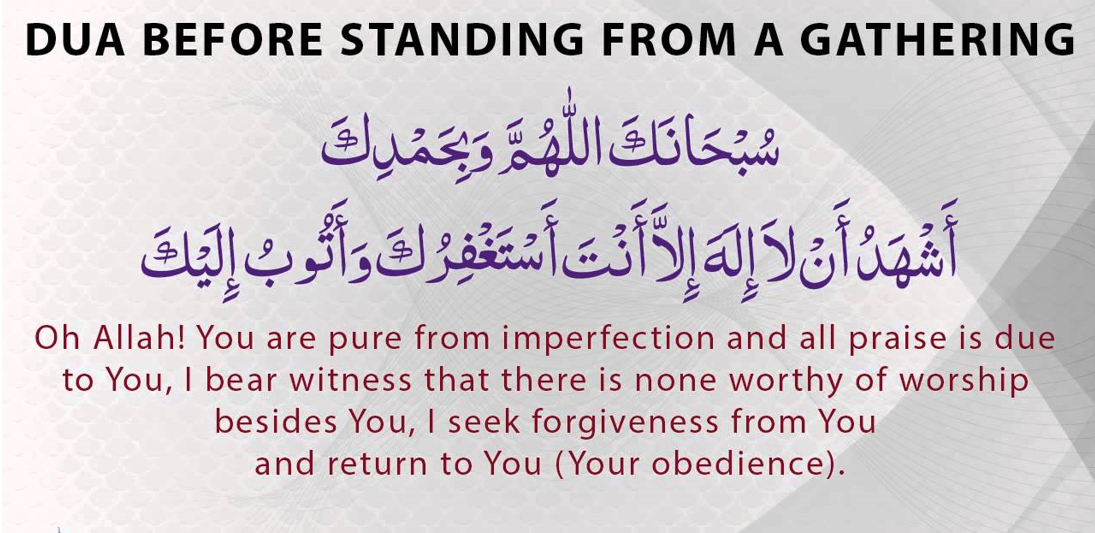 DUA BEFORE STANDING FROM A GATHERING
سُبْحَانَكَ اللّٰهُمَّ وَبِحَمْدِكَ
أَشْهَدُ أَنْ لاَ إِلَهَ إِلاَّ أَنْتَ أَسْتَغْفِرُكَ وَأَتُوبُ إِلَيْكَ
Oh Allah! You are pure from imperfection and all praise is due
to You, I bear witness that there is none worthy of worship
besides You, I seek forgiveness from You
and return to You (Your obedience).